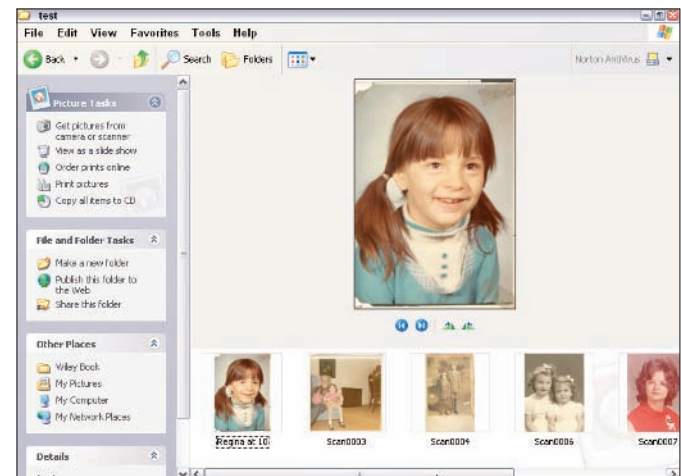 test
File Edit View Favorites Tools Help
Back Search Folders Norton AntiVirus
Picture Tasks
Get pictures from
camera or scanner
View as a slide show
Order prints online
Print pictures
Copy all items to CD
File and Folder Tasks
Make a new folder
Publish this folder to
the Web
Share this folder
Other Places
Wiley Book
My Pictures
My Computer
My Network Places
Details
Regina at 10
Scan0003
Scan0004
Scan0006
Scan0007